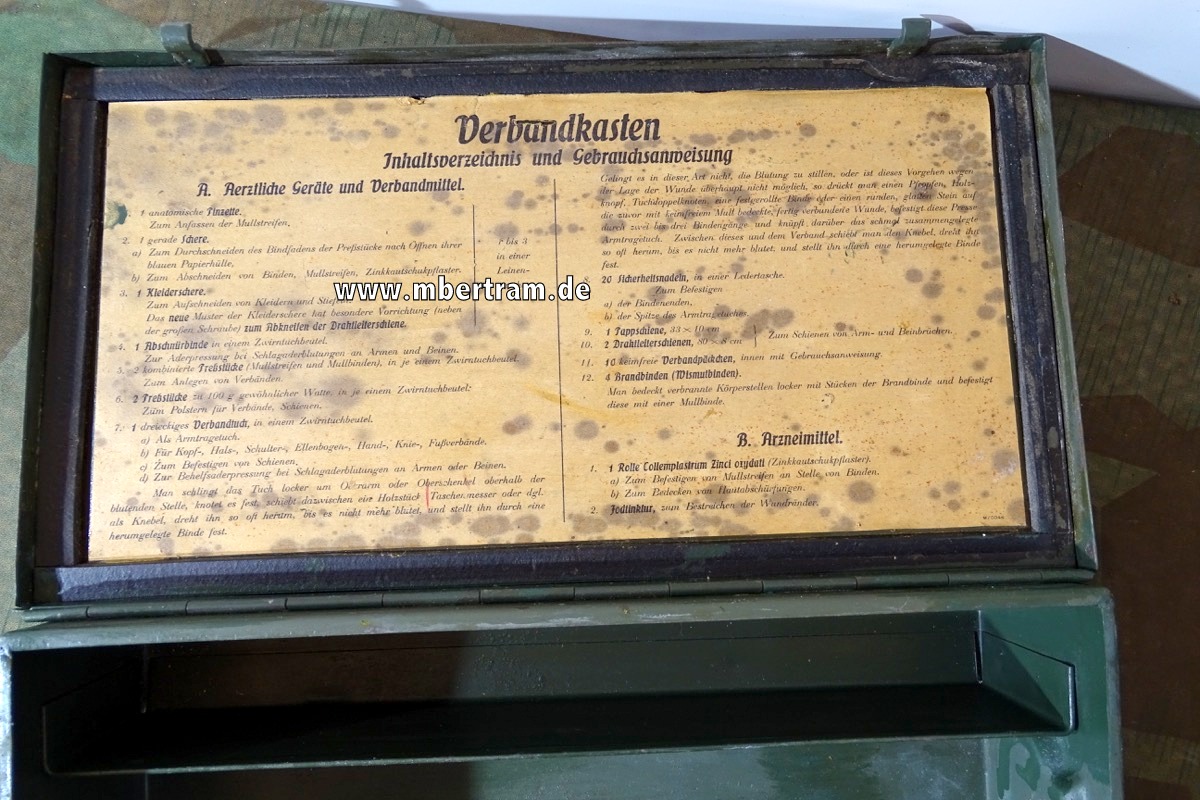 Verbandkasten
Inhaltsverzeichnis und Gebrauchsanweisung
A. Aerztliche Geräte und Verbandmittel.
1 anatomische Pinzette.
Zum Anfassen der Mullstreifen.
2. 1 gerade Schere.
a) Zum Durchschneiden des Bindfadens der Preßstücke nach Öffnen ihrer
blauen Papierhülle.
b) Zum Abschneiden von Binden, Mullstreifen, Zinkkautschukpflaster.
3. 1 Kleiderschere.
Zum Aufschneiden von Kleidern und
Das neue Muster der Kleiderschere hat besondere Vorrichtung (neben
der großen Schraube) zum Abkneifen der Drahtleiterschiene.
bis 3
in einer
Leinen-
4. 1 Abschnürbinde in einem Zwirntuchbeutel.
Zur Aderpressung bei Schlagaderblutungen an Armen und Beinen.
5. 2 kombinierte Preßstücke (Mullstreifen und Mullbinden), in je einem Zwirntuchbeutel.
Zum Anlegen von Verbänden.
6. 2 Preßstücke zu 100 g gewöhnlicher Watte, in je einem Zwirntuchbeutel:
Zum Polstern für Verbände, Schienen.
7. 1 dreieckiges Verbandtuch, in einem Zwirntuchbeutel.
a) Als Armtragetuch.
b) Für Kopf-, Hals-, Schulter-, Ellenbogen-, Hand-, Knie-, Fußverbände.
c) Zum Befestigen von Schienen.
d) Zur Behelfsaderpressung bei Schlagaderblutungen an Armen oder Beinen.
Man schlingt das Tuch locker um Oberarm oder Oberschenkel oberhalb der
blutenden Stelle, knotet es fest, schiebt dazwischen ein Holzstück Taschenmesser oder dgl.
als Knebel, dreht ihn so oft herum, bis es nicht mehr blutet, und stellt ihn durch eine
herumgelegte Binde fest.
Gelingt es in dieser Art nicht, die Blutung zu stillen, oder ist dieses Vorgehen wegen
der Lage der Wunde überhaupt nicht möglich, so drückt man einen Pfropfen, Holz-
knopf, Tuchdoppelknoten, eine festgerollte Binde oder einen runden, glatten Stein auf
die zuvor mit keimfreiem Mull bedeckte, fertig verbundene Wunde, befestigt diese Presse
durch zwei bis drei Bindengänge und knüpft darüber das schmal zusammengelegte
Armtragetuch. Zwischen dieses und dem Verband schiebt man den Knebel, dreht ihn
so oft herum, bis es nicht mehr blutet, und stellt ihn durch eine herumgelegte Binde
fest.
20 Sicherheitsnadeln, in einer Ledertasche.
Zum Befestigen
a) der Bindenenden,
b) der Spitze des Armtragetuches.
9. 1 Pappschiene, 33 × 10 cm
10. 2 Drahtleiterschienen, 80 × 8 cm
Zum Schienen von Arm- und Beinbrüchen.
11. 10 keimfreie Verbandpäckchen, innen mit Gebrauchsanweisung.
12. 4 Brandbinden (Wismutbinden).
Man bedeckt verbrannte Körperstellen locker mit Stücken der Brandbinde und befestigt
diese mit einer Mullbinde.
B. Arzneimittel.
1. 1 Rolle Collemplastrum Zinci oxydati (Zinkkautschukpflaster).
a) Zum Befestigen von Mullstreifen an Stelle von Binden.
b) Zum Bedecken von Hautabschürfungen.
2. Jodtinktur, zum Bestreichen der Wundränder.
www.mbertram.de